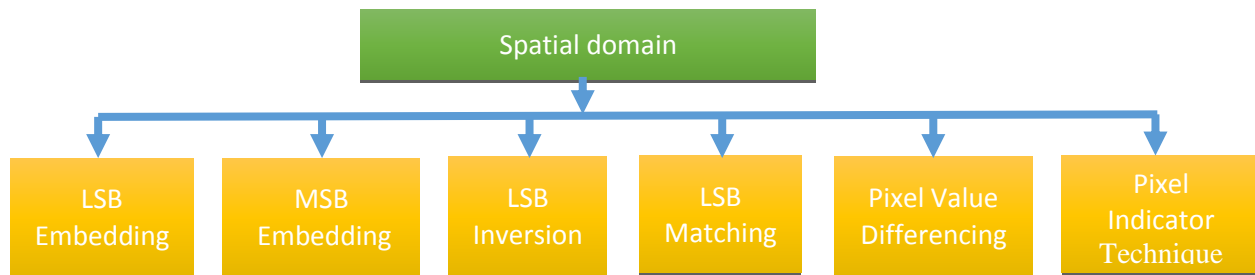 Spatial domain
LSB
Embedding
MSB
Embedding
LSB
Inversion
LSB
Matching
Pixel Value
Differencing
Pixel
Indicator
Technique